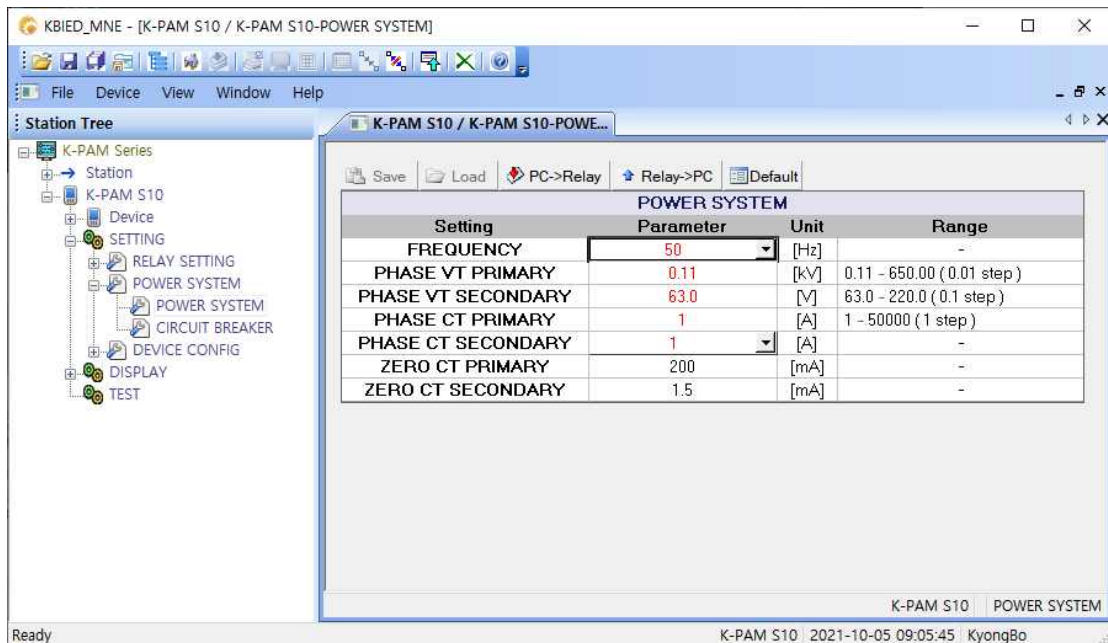 KBIED_MNE - [K-PAM S10 / K-PAM S10-POWER SYSTEM]
File Device View Window Help
Station Tree
K-PAM S10 / K-PAM S10-POWE...
K-PAM Series
Station
K-PAM S10
Device
SETTING
RELAY SETTING
POWER SYSTEM
POWER SYSTEM
CIRCUIT BREAKER
DEVICE CONFIG
DISPLAY
TEST
Save Load PC->Relay Relay->PC Default
POWER SYSTEM
Setting Parameter Unit Range
FREQUENCY 50 [Hz] -
PHASE VT PRIMARY 0.11 [kV] 0.11 - 650.00 ( 0.01 step )
PHASE VT SECONDARY 63.0 [V] 63.0 - 220.0 ( 0.1 step )
PHASE CT PRIMARY 1 [A] 1 - 50000 ( 1 step )
PHASE CT SECONDARY 1 [A] -
ZERO CT PRIMARY 200 [mA] -
ZERO CT SECONDARY 1.5 [mA] -
K-PAM S10 POWER SYSTEM
Ready K-PAM S10 2021-10-05 09:05:45 KyongBo